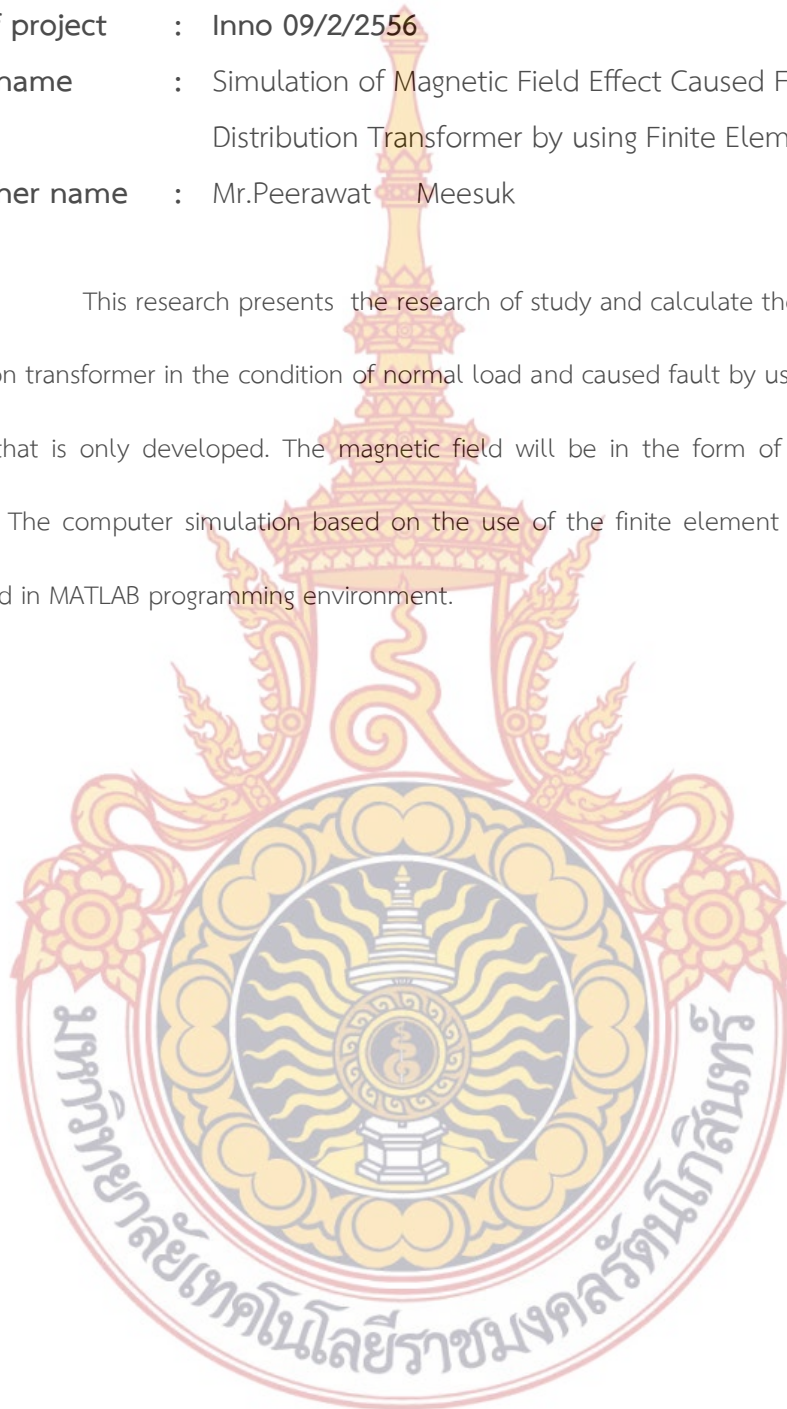 f project : Inno 09/2/2556
name : Simulation of Magnetic Field Effect Caused F
Distribution Transformer by using Finite Elem
her name : Mr.Peerawat Meesuk
This research presents the research of study and calculate the
on transformer in the condition of normal load and caused fault by us
that is only developed. The magnetic field will be in the form of
The computer simulation based on the use of the finite element
d in MATLAB programming environment.
มหาวิทยาลัยเทคโนโลยีราชมงคลรัตนโกสินทร์